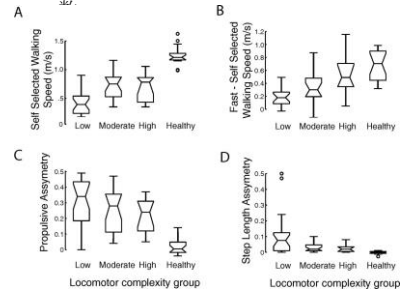 A
B
Self Selected Walking
Speed (m/s)
1.5
1.0
.5
0
Low Moderate High Healthy
Fast - Self Selected
Walking Speed (m/s)
1.2
1.0
0.8
0.6
0.4
0.2
0
Low Moderate High Healthy
C
D
Propulsive Assymetry
0.5
0.4
0.3
0.2
0.1
0
Low Moderate High Healthy
Locomotor complexity group
Step Length Assymetry
0.5
0.4
0.3
0.2
0.1
0
Low Moderate High Healthy
Locomotor complexity group